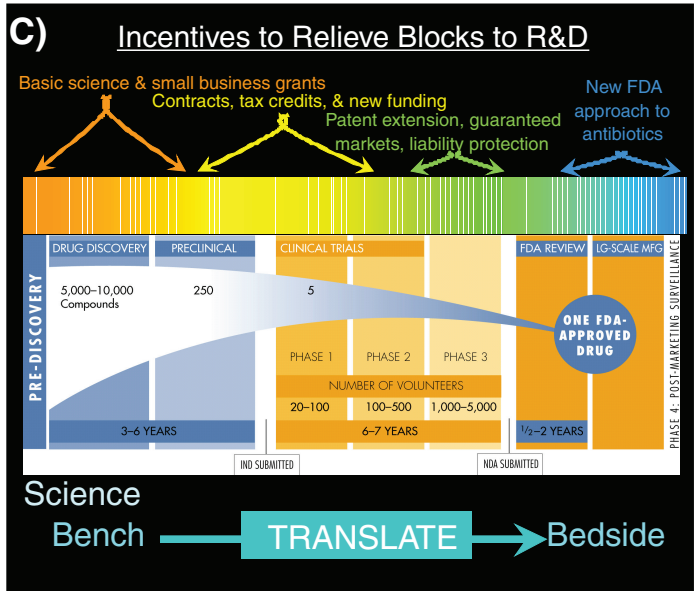 C)
Incentives to Relieve Blocks to R&D
Basic science & small business grants
Contracts, tax credits, & new funding
Patent extension, guaranteed
markets, liability protection
New FDA
approach to
antibiotics
PRE-DISCOVERY
DRUG DISCOVERY
PRECLINICAL
CLINICAL TRIALS
FDA REVIEW
LG-SCALE MFG
5,000–10,000
Compounds
250
5
ONE FDA-
APPROVED
DRUG
PHASE 1
PHASE 2
PHASE 3
NUMBER OF VOLUNTEERS
20–100
100–500
1,000–5,000
3–6 YEARS
6–7 YEARS
1/2–2 YEARS
IND SUBMITTED
NDA SUBMITTED
PHASE 4: POST-MARKETING SURVEILLANCE
Science
Bench
TRANSLATE
Bedside